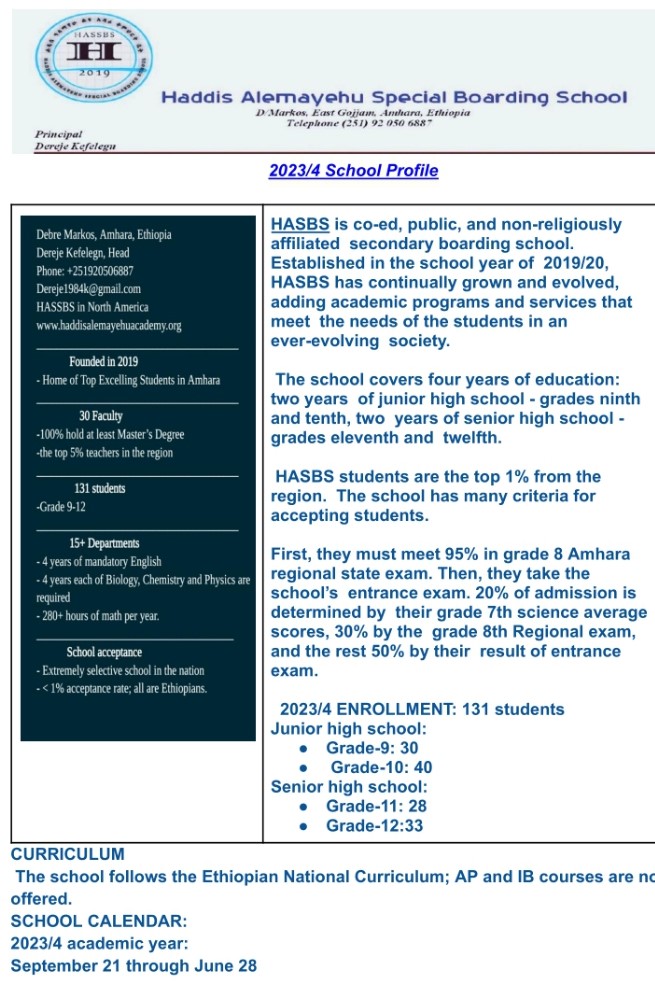 HASSBS
2019
Haddis Alemayehu Special Boarding School
D/Markos, East Gojjam, Amhara, Ethiopia
Telephone (251) 92 050 6887
Principal
Dereje Kefelegn
2023/4 School Profile
Debre Markos, Amhara, Ethiopia
Dereje Kefelegn, Head
Phone: +251920506887
Dereje1984k@gmail.com
HASSBS in North America
www.haddisalemayehuacademy.org
Founded in 2019
- Home of Top Excelling Students in Amhara
30 Faculty
-100% hold at least Master's Degree
-the top 5% teachers in the region
131 students
-Grade 9-12
15+ Departments
- 4 years of mandatory English
- 4 years each of Biology, Chemistry and Physics are
required
- 280+ hours of math per year.
School acceptance
- Extremely selective school in the nation
- < 1% acceptance rate; all are Ethiopians.
HASBS is co-ed, public, and non-religiously
affiliated secondary boarding school.
Established in the school year of 2019/20,
HASBS has continually grown and evolved,
adding academic programs and services that
meet the needs of the students in an
ever-evolving society.
The school covers four years of education:
two years of junior high school - grades ninth
and tenth, two years of senior high school -
grades eleventh and twelfth.
HASBS students are the top 1% from the
region. The school has many criteria for
accepting students.
First, they must meet 95% in grade 8 Amhara
regional state exam. Then, they take the
school's entrance exam. 20% of admission is
determined by their grade 7th science average
scores, 30% by the grade 8th Regional exam,
and the rest 50% by their result of entrance
exam.
2023/4 ENROLLMENT: 131 students
Junior high school:
● Grade-9: 30
● Grade-10: 40
Senior high school:
● Grade-11: 28
● Grade-12:33
CURRICULUM
The school follows the Ethiopian National Curriculum; AP and IB courses are no
offered.
SCHOOL CALENDAR:
2023/4 academic year:
September 21 through June 28